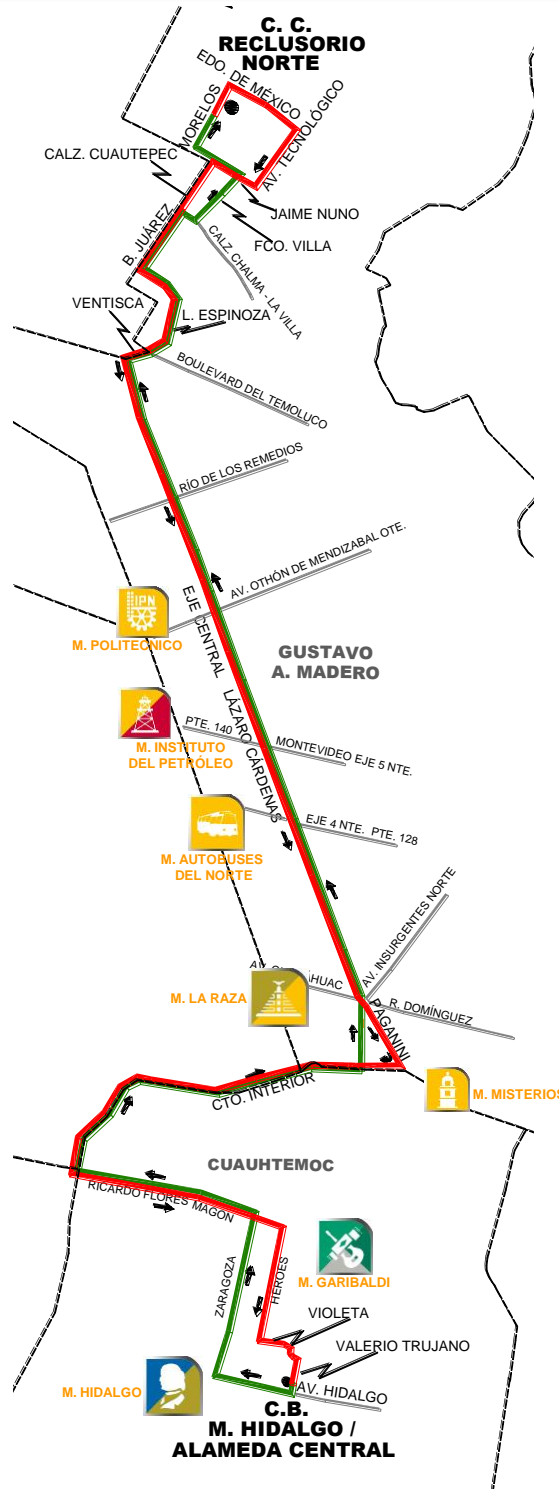 C. C.
RECLUSORIO
NORTE
EDO. DE MÉXICO
MORELOS
AV. TECNOLÓGICO
CALZ. CUAUTEPEC
JAIME NUNO
FCO. VILLA
B. JUÁREZ
CALZ. CHALMA - LA VILLA
VENTISCA
L. ESPINOZA
BOULEVARD DEL TEMOLUCO
RÍO DE LOS REMEDIOS
AV. OTHÓN DE MENDIZABAL OTE.
IPN
M. POLITECNICO
EJE CENTRAL LÁZARO CÁRDENAS
GUSTAVO
A. MADERO
PTE. 140
MONTEVIDEO EJE 5 NTE.
M. INSTITUTO
DEL PETRÓLEO
EJE 4 NTE. PTE. 128
M. AUTOBUSES
DEL NORTE
AV. INSURGENTES NORTE
M. LA RAZA
R. DOMÍNGUEZ
PAGANINI
M. MISTERIOS
CTO. INTERIOR
CUAUHTEMOC
RICARDO FLORES MAGON
ZARAGOZA
HEROES
M. GARIBALDI
VIOLETA
VALERIO TRUJANO
M. HIDALGO
AV. HIDALGO
C.B.
M. HIDALGO /
ALAMEDA CENTRAL